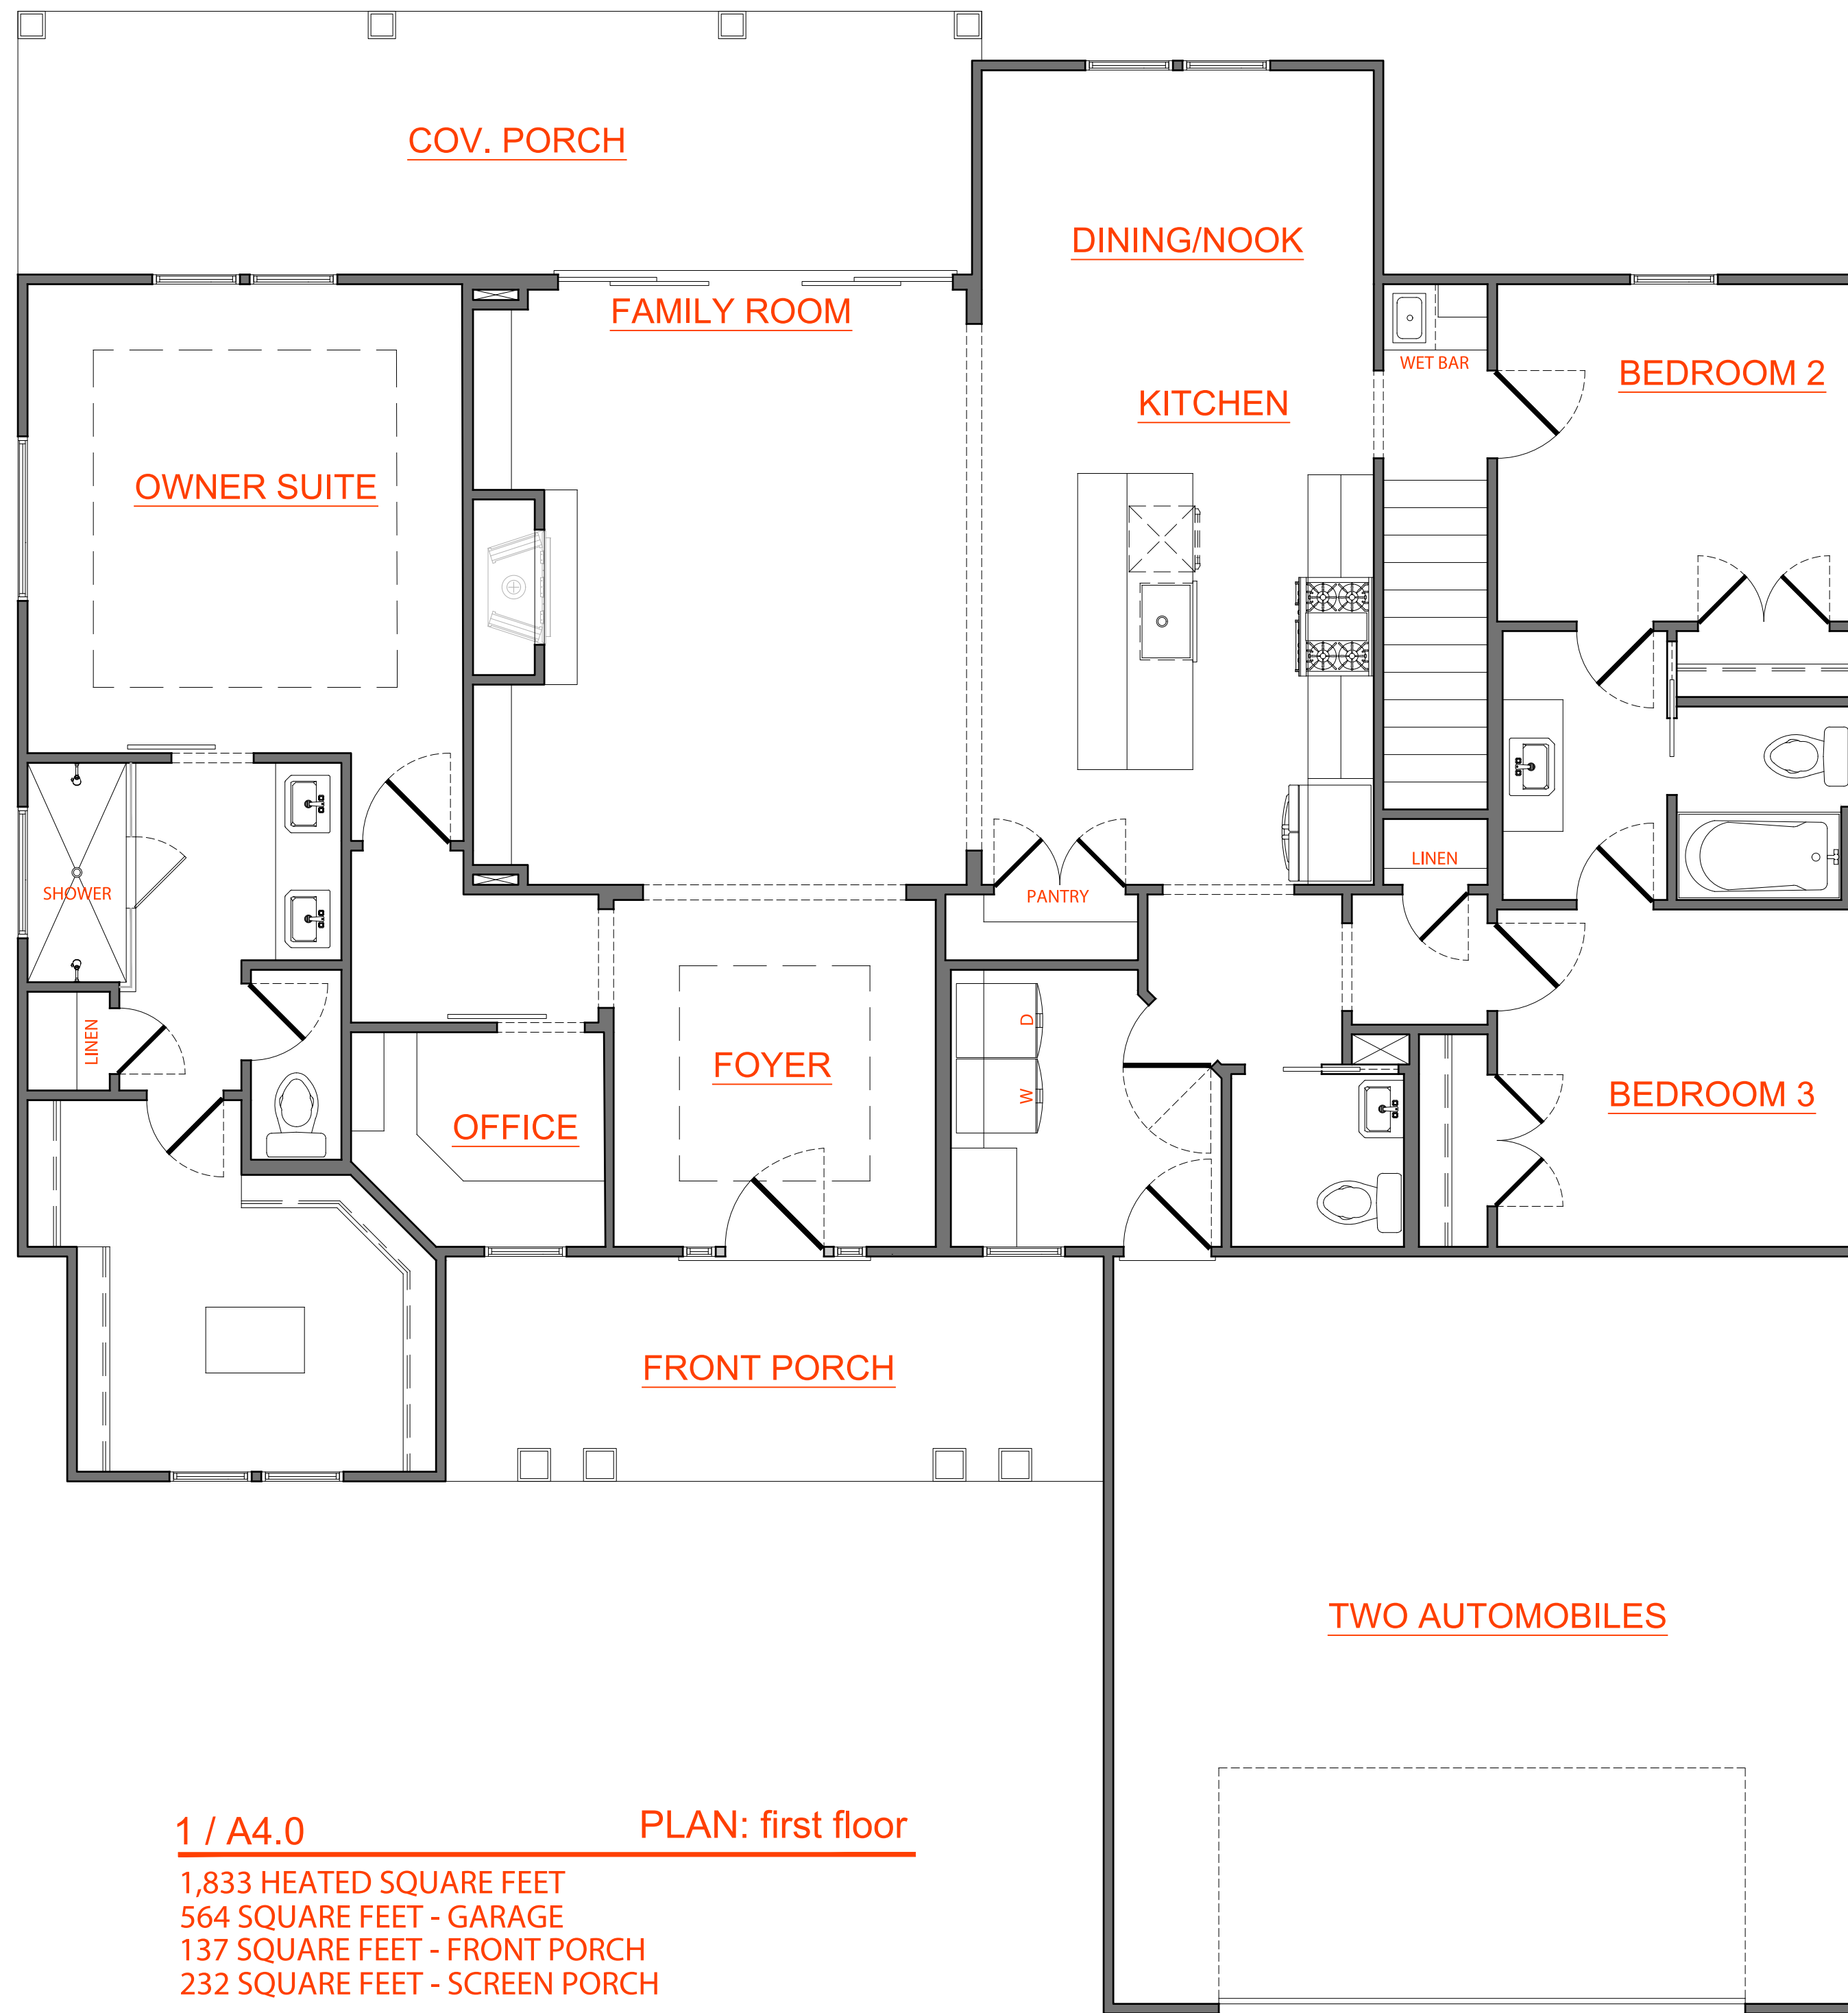 COV. PORCH
DINING/NOOK
FAMILY ROOM
WET BAR
BEDROOM 2
KITCHEN
OWNER SUITE
LINEN
SHOWER
PANTRY
D
LINEN
FOYER
W
BEDROOM 3
OFFICE
FRONT PORCH
TWO AUTOMOBILES
1 / A4.0 PLAN: first floor
1,833 HEATED SQUARE FEET
564 SQUARE FEET - GARAGE
137 SQUARE FEET - FRONT PORCH
232 SQUARE FEET - SCREEN PORCH